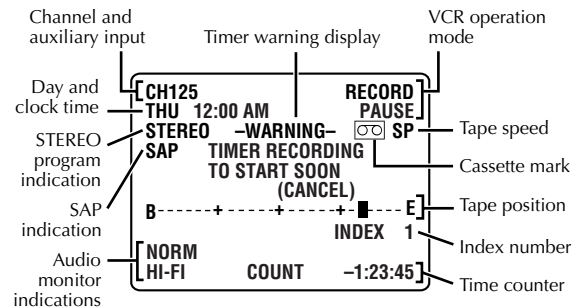 Channel and auxiliary input
Timer warning display
VCR operation mode
Day and clock time
STEREO program indication
SAP indication
Audio monitor indications
CH125
RECORD
THU 12:00 AM
PAUSE
STEREO –WARNING–
SP
SAP TIMER RECORDING
TO START SOON
(CANCEL)
B-----+-----+-----+--■---E
INDEX 1
NORM
HI-FI COUNT –1:23:45
Tape speed
Cassette mark
Tape position
Index number
Time counter